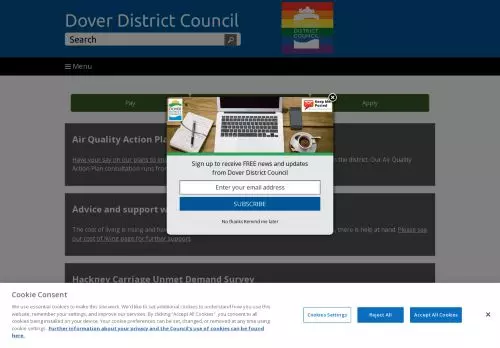 Dover District Council
DISTRICT
COUNCIL
Search
Menu
Pay
Apply
Keep Me
Posted
Air Quality Action Pla
Have your say on our plans to
the district. Our Air Quality
Action Plan consultation runs from
Sign up to receive FREE news and updates
from Dover District Council
Enter your email address
SUBSCRIBE
No thanks Remind me later
Advice and support w
The cost of living is rising and
, there is help at hand. Please see
our cost of living page for further support.
Hackney Carriage Unmet Demand Survey
Cookie Consent
We use essential cookies to make this site work. We'd like to set additional cookies to understand how you use this
website, remember your settings, and improve our services. By clicking "Accept All Cookies", you consent to all
cookies being installed on your device. Your cookie preferences can be set, changed, or removed at any time using
cookie settings. Further information about your privacy and the Council's use of cookies can be found
here.
Cookies Settings
Reject All
Accept All Cookies